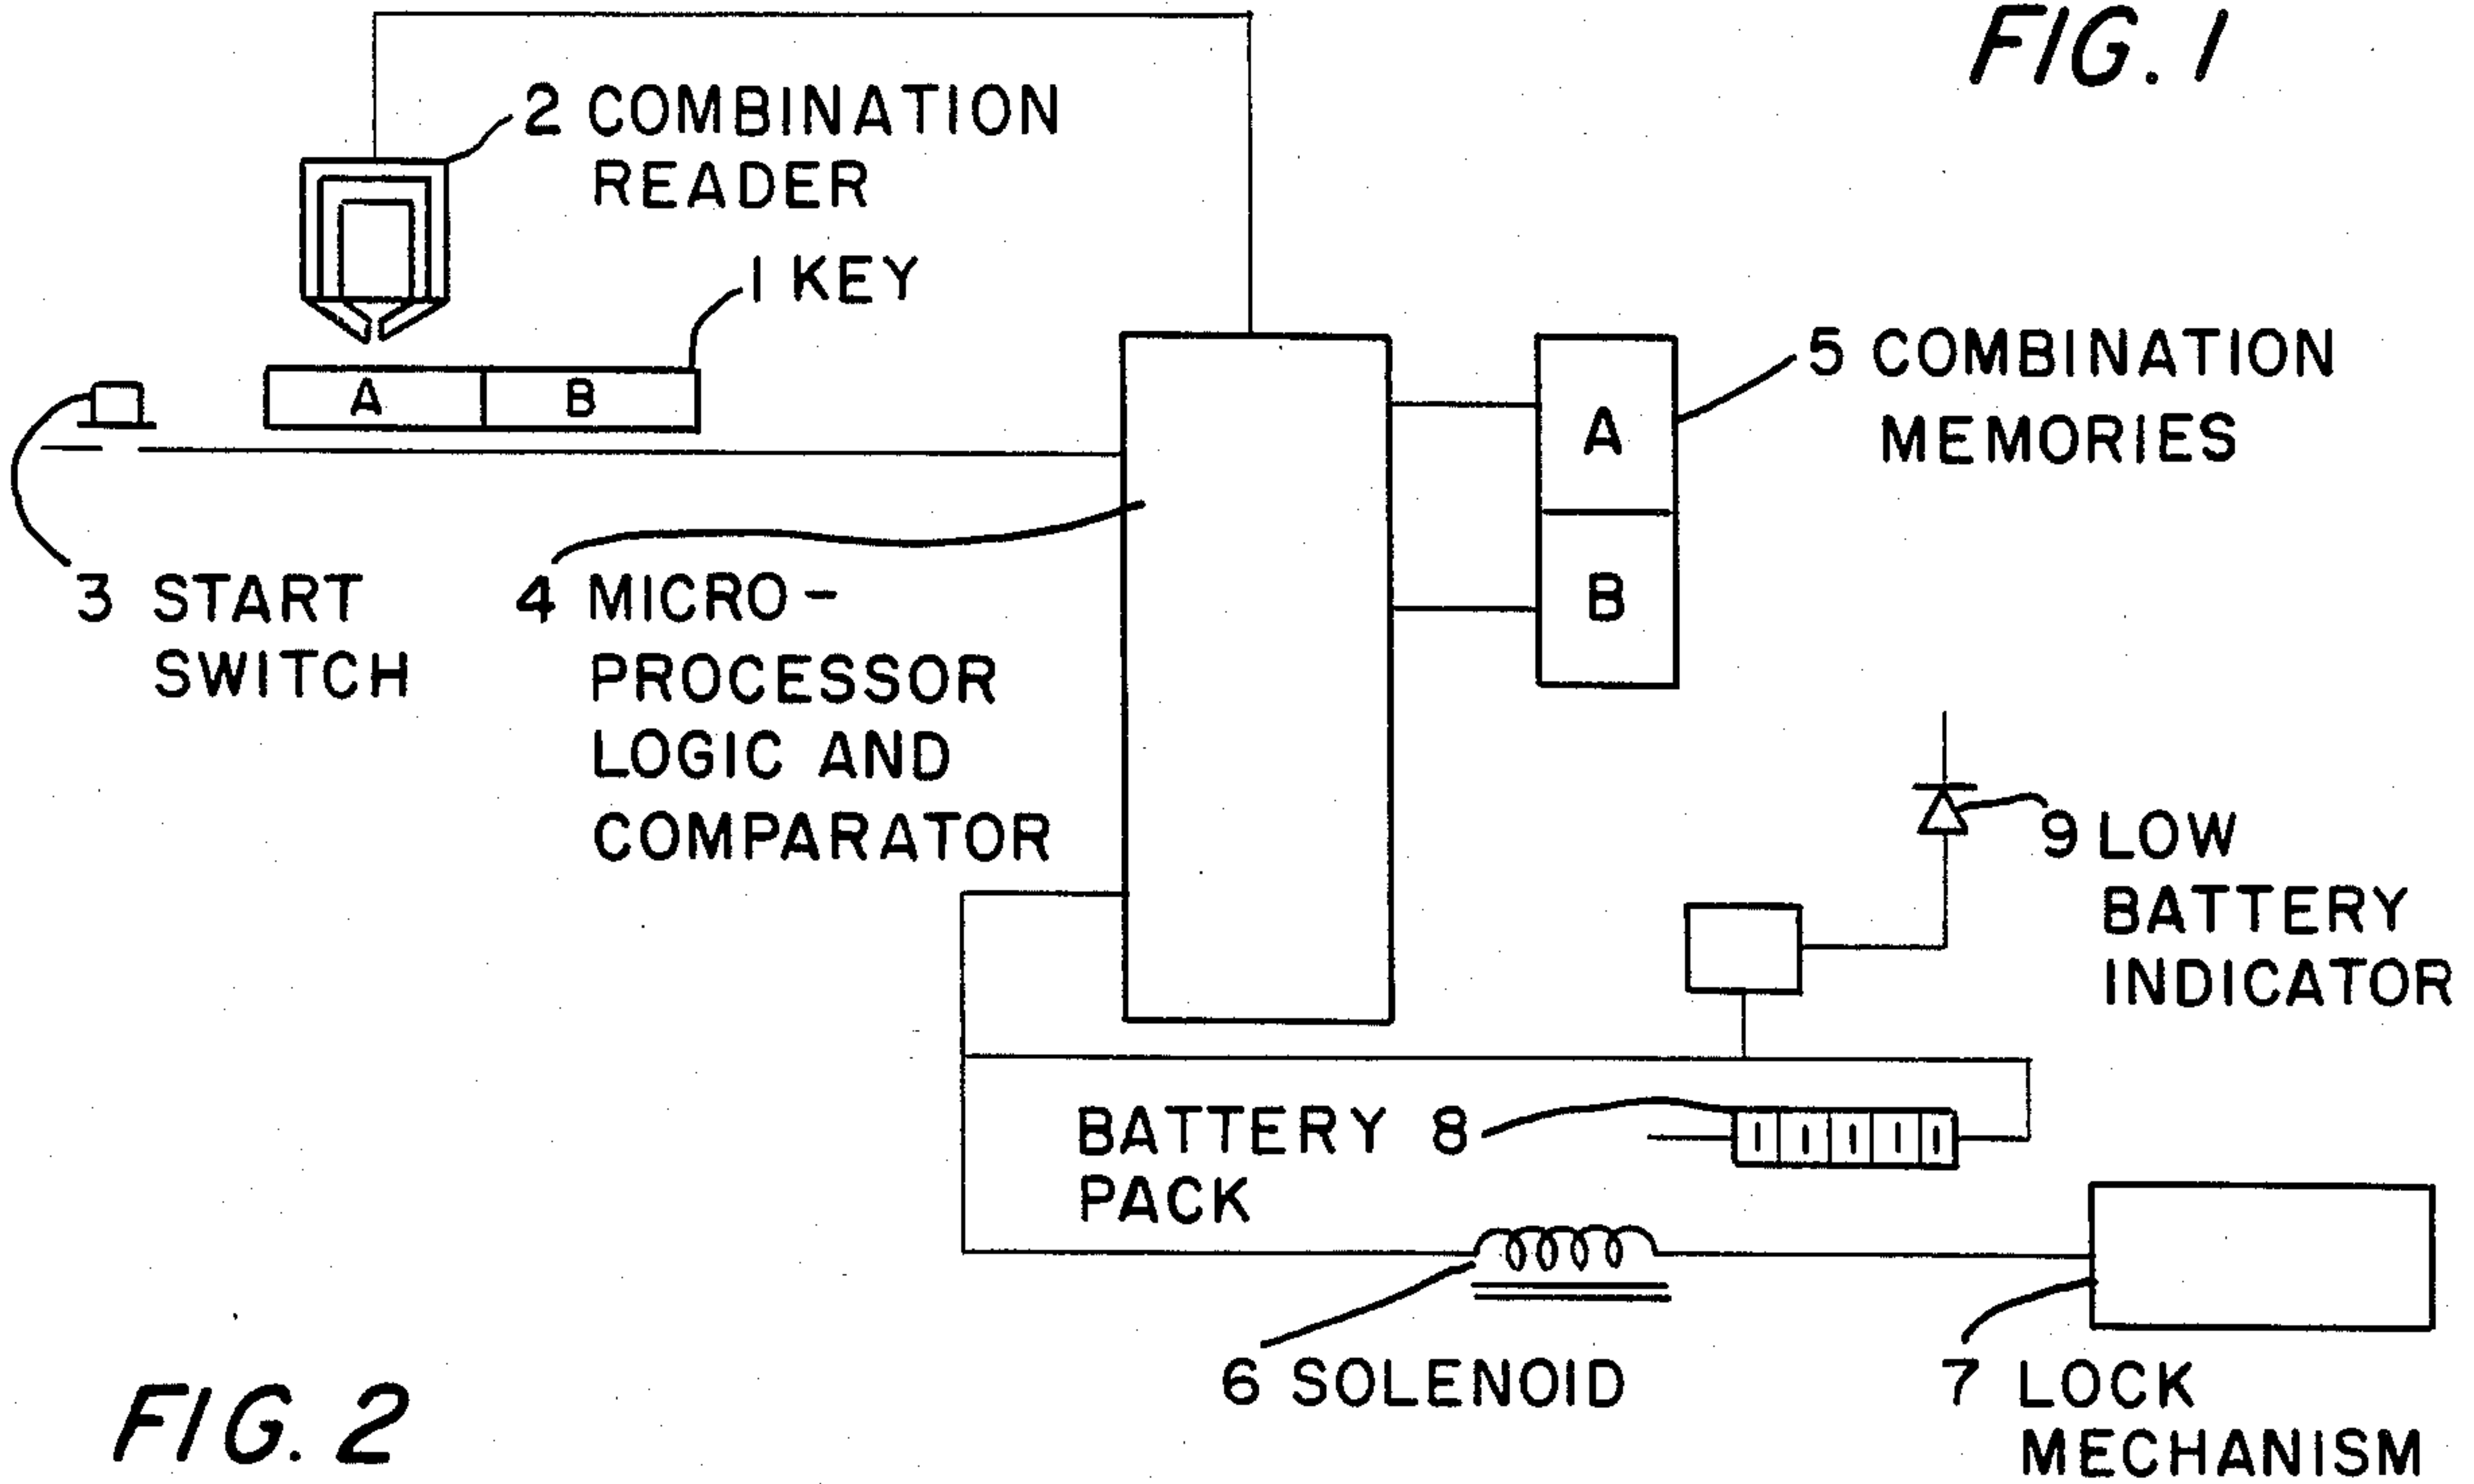 FIG. 1
2 COMBINATION
READER
1 KEY
A B
5 COMBINATION
MEMORIES
A
B
3 START
SWITCH
4 MICRO-
PROCESSOR
LOGIC AND
COMPARATOR
9 LOW
BATTERY
INDICATOR
BATTERY 8
PACK
6 SOLENOID
7 LOCK
MECHANISM
FIG. 2